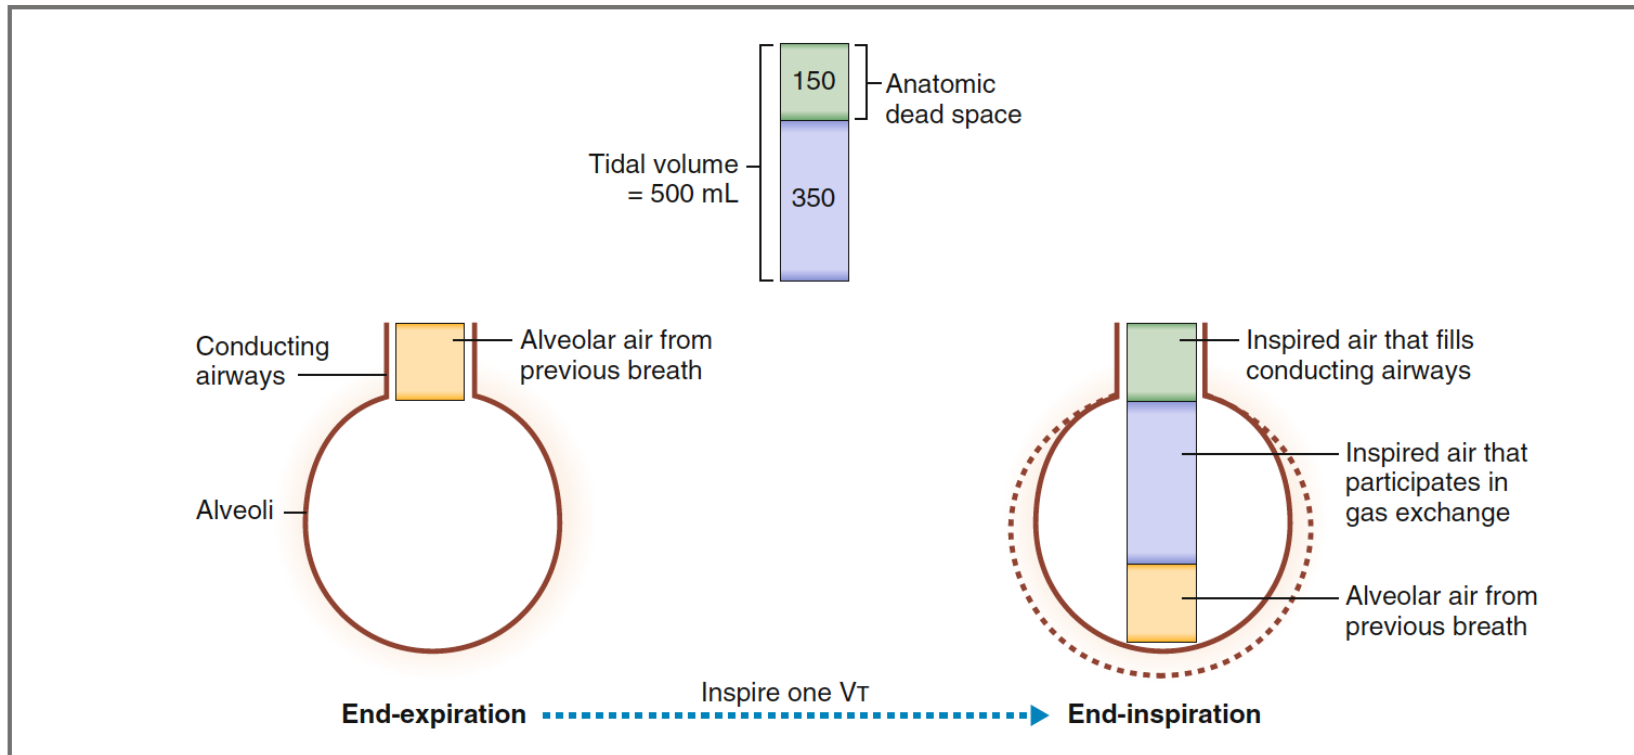 150
Anatomic
dead space
Tidal volume
= 500 mL
350
Conducting
airways
Alveolar air from
previous breath
Alveoli
Inspired air that fills
conducting airways
Inspired air that
participates in
gas exchange
Alveolar air from
previous breath
Inspire one VT
End-expiration
End-inspiration